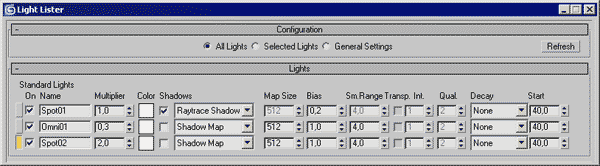 Light Lister
- Configuration
All Lights Selected Lights General Settings Refresh
- Lights
Standard Lights
On Name Multiplier Color Shadows Map Size Bias Sm.Range Transp. Int. Qual. Decay Start
Spot01 1,0 Raytrace Shadow 512 0,2 4,0 1 2 None 40,0
Omni01 0,3 Shadow Map 512 1,0 4,0 1 2 None 40,0
Spot02 2,0 Shadow Map 512 1,0 4,0 1 2 None 40,0